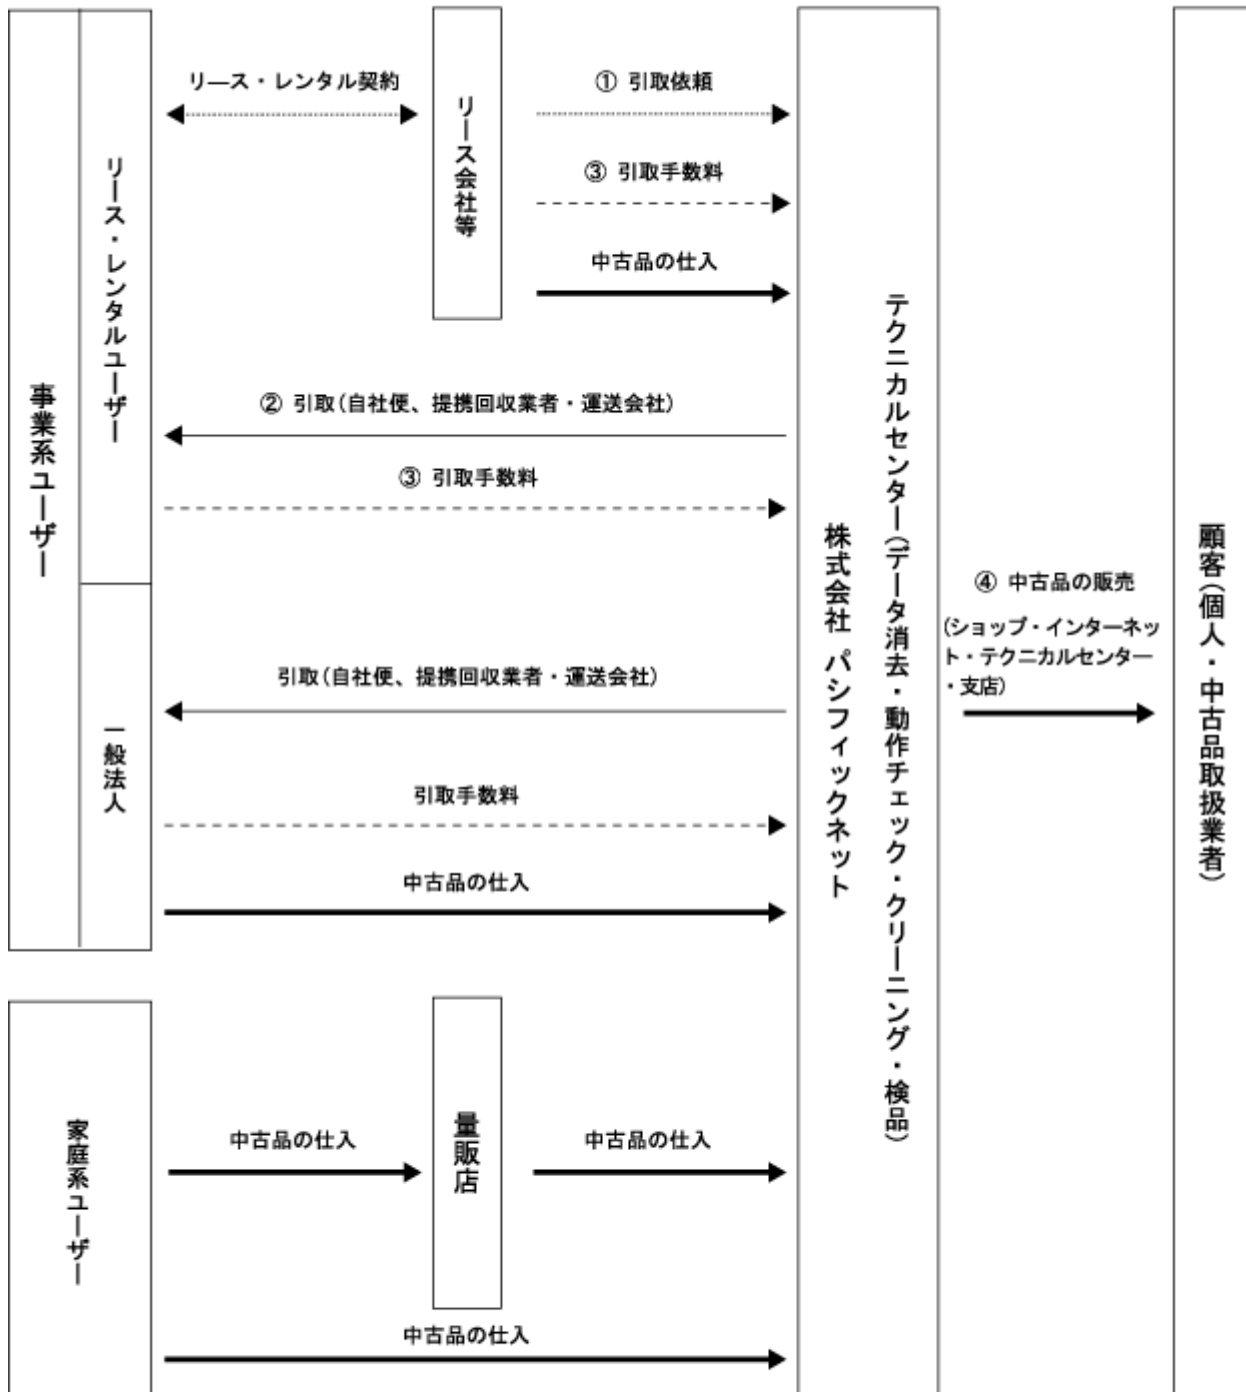 事業系ユーザー
リース・レンタルユーザー
一般法人
リース・レンタル契約
リース会社等
① 引取依頼
③ 引取手数料
中古品の仕入
② 引取(自社便、提携回収業者・運送会社)
③ 引取手数料
引取(自社便、提携回収業者・運送会社)
引取手数料
中古品の仕入
家庭系ユーザー
中古品の仕入
量販店
中古品の仕入
中古品の仕入
株式会社 パシフィックネット
テクニカルセンター(データ消去・動作チェック・クリーニング・検品)
④ 中古品の販売
(ショップ・インターネッ
ト・テクニカルセンター
・支店)
顧客(個人・中古品取扱業者)